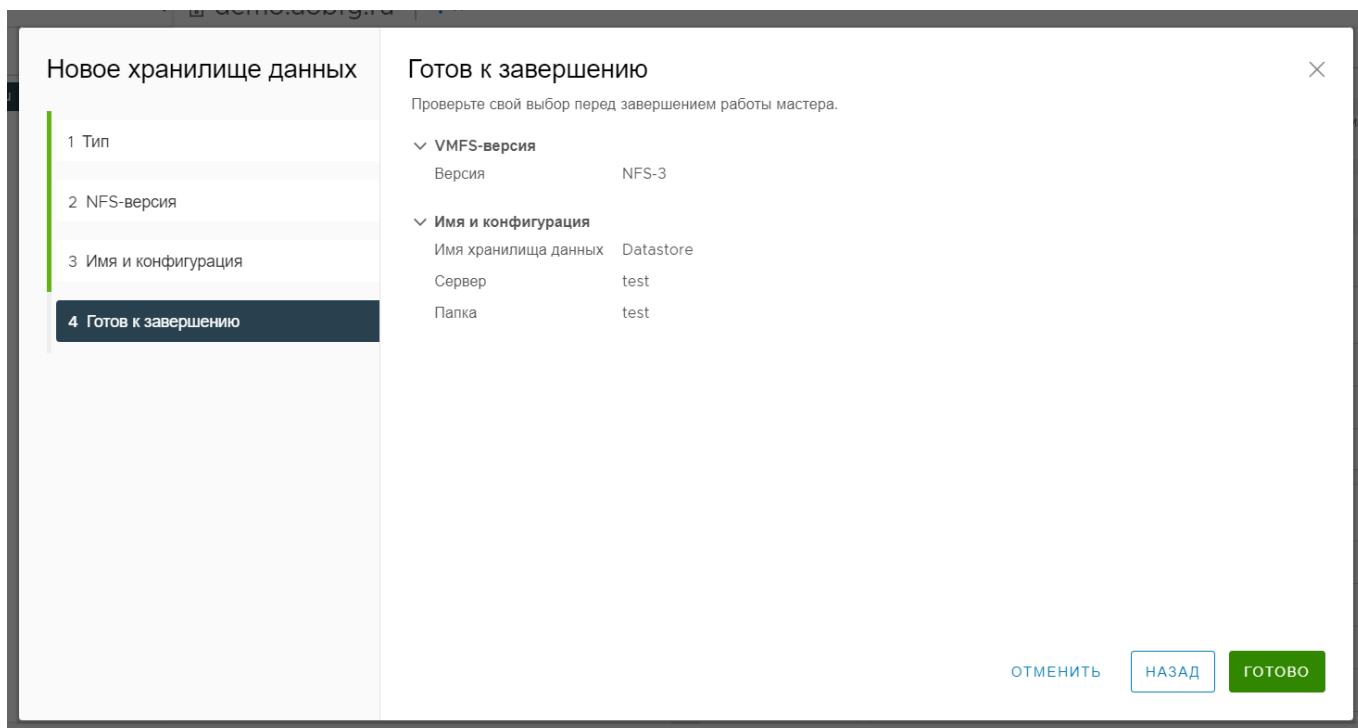 Новое хранилище данных
1 Тип
2 NFS-версия
3 Имя и конфигурация
4 Готов к завершению
Готов к завершению
Проверьте свой выбор перед завершением работы мастера.
VMFS-версия
Версия NFS-3
Имя и конфигурация
Имя хранилища данных Datastore
Сервер test
Папка test
ОТМЕНИТЬ НАЗАД ГОТОВО